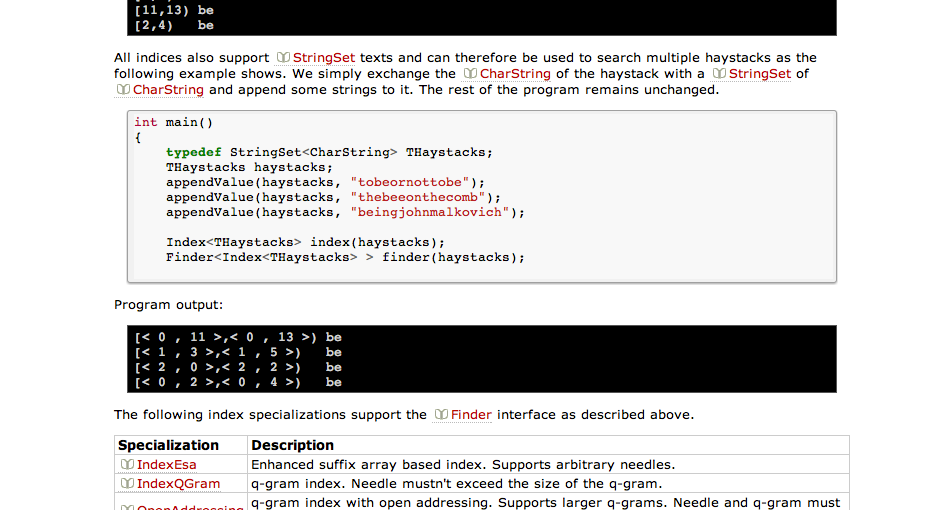 [11,13) be
[2,4) be
All indices also support StringSet texts and can therefore be used to search multiple haystacks as the
following example shows. We simply exchange the CharString of the haystack with a StringSet of
CharString and append some strings to it. The rest of the program remains unchanged.
int main()
{
typedef StringSet<CharString> THaystacks;
THaystacks haystacks;
appendValue(haystacks, "tobeornottobe");
appendValue(haystacks, "thebeeonthecomb");
appendValue(haystacks, "beingjohnmalkovich");
Index<THaystacks> index(haystacks);
Finder<Index<THaystacks> > finder(haystacks);
Program output:
[< 0 , 11 >,< 0 , 13 >) be
[< 1 , 3 >,< 1 , 5 >) be
[< 2 , 0 >,< 2 , 2 >) be
[< 0 , 2 >,< 0 , 4 >) be
The following index specializations support the Finder interface as described above.
Specialization Description
IndexEsa Enhanced suffix array based index. Supports arbitrary needles.
IndexQGram q-gram index. Needle mustn't exceed the size of the q-gram.
OpenAddressing q-gram index with open addressing. Supports larger q-grams. Needle and q-gram must